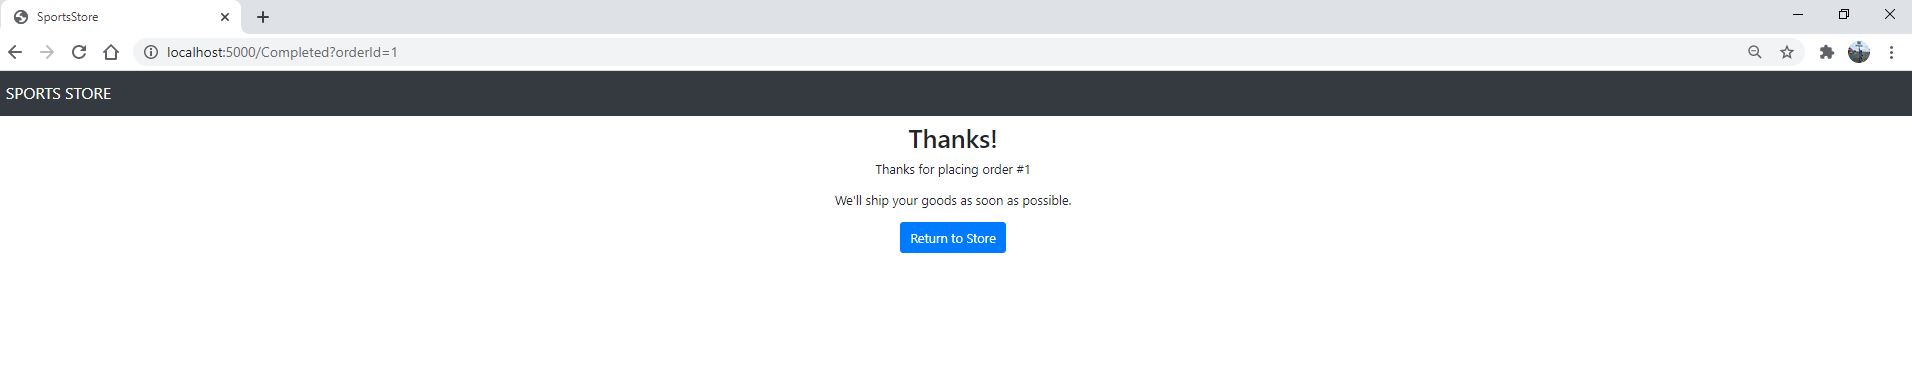 SportsStore
localhost:5000/Completed?orderId=1
SPORTS STORE
Thanks!
Thanks for placing order #1
We'll ship your goods as soon as possible.
Return to Store